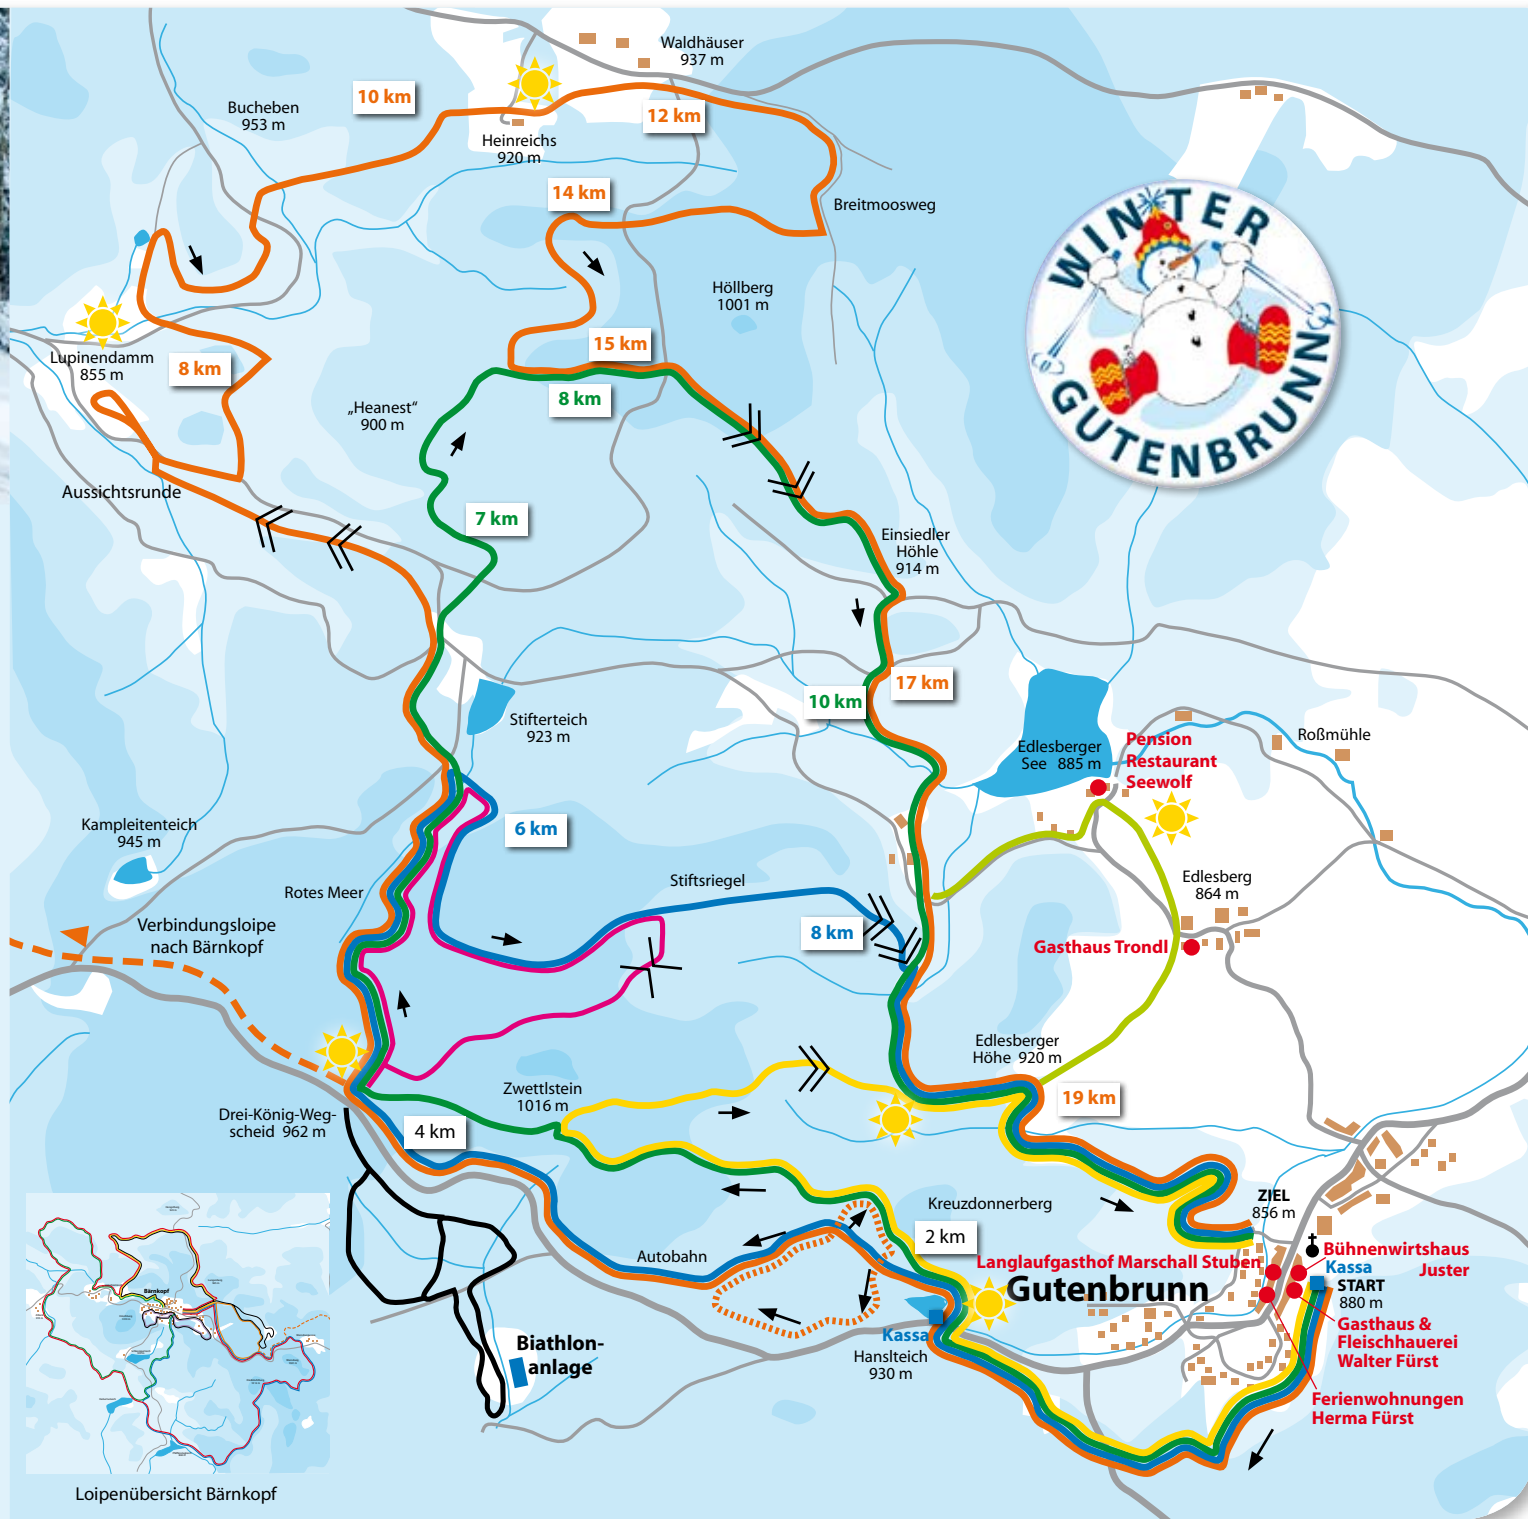 Waldhäuser
937 m
10 km
Bucheben
953 m
12 km
Heinreichs
920 m
14 km
Breitmoosweg
WINTER
GUTENBRUNN
Höllberg
1001 m
15 km
Lupinendamm
855 m
8 km
8 km
„Heanest“
900 m
Aussichtsrunde
7 km
Einsiedler
Höhle
914 m
17 km
10 km
Stifterteich
923 m
Edlesberger
See 885 m
Pension
Restaurant
Seewolf
Roßmühle
Kampleitenteich
945 m
6 km
Rotes Meer
Stiftsriegel
Edlesberg
864 m
Verbindungsloipe
nach Bärnkopf
8 km
Gasthaus Trondl
Edlesberger
Höhe 920 m
Zwettlstein
1016 m
19 km
Drei-König-Weg-
scheid 962 m
4 km
Kreuzdonnerberg
ZIEL
856 m
2 km
Autobahn
Langlaufgasthof Marschall Stuben
Gutenbrunn
Bühnenwirtshaus
Juster
Kassa
START
880 m
Kassa
Hanslteich
930 m
Gasthaus &
Fleischhauerei
Walter Fürst
Biathlon-
anlage
Ferienwohnungen
Herma Fürst
Bärnkopf
Loipenübersicht Bärnkopf